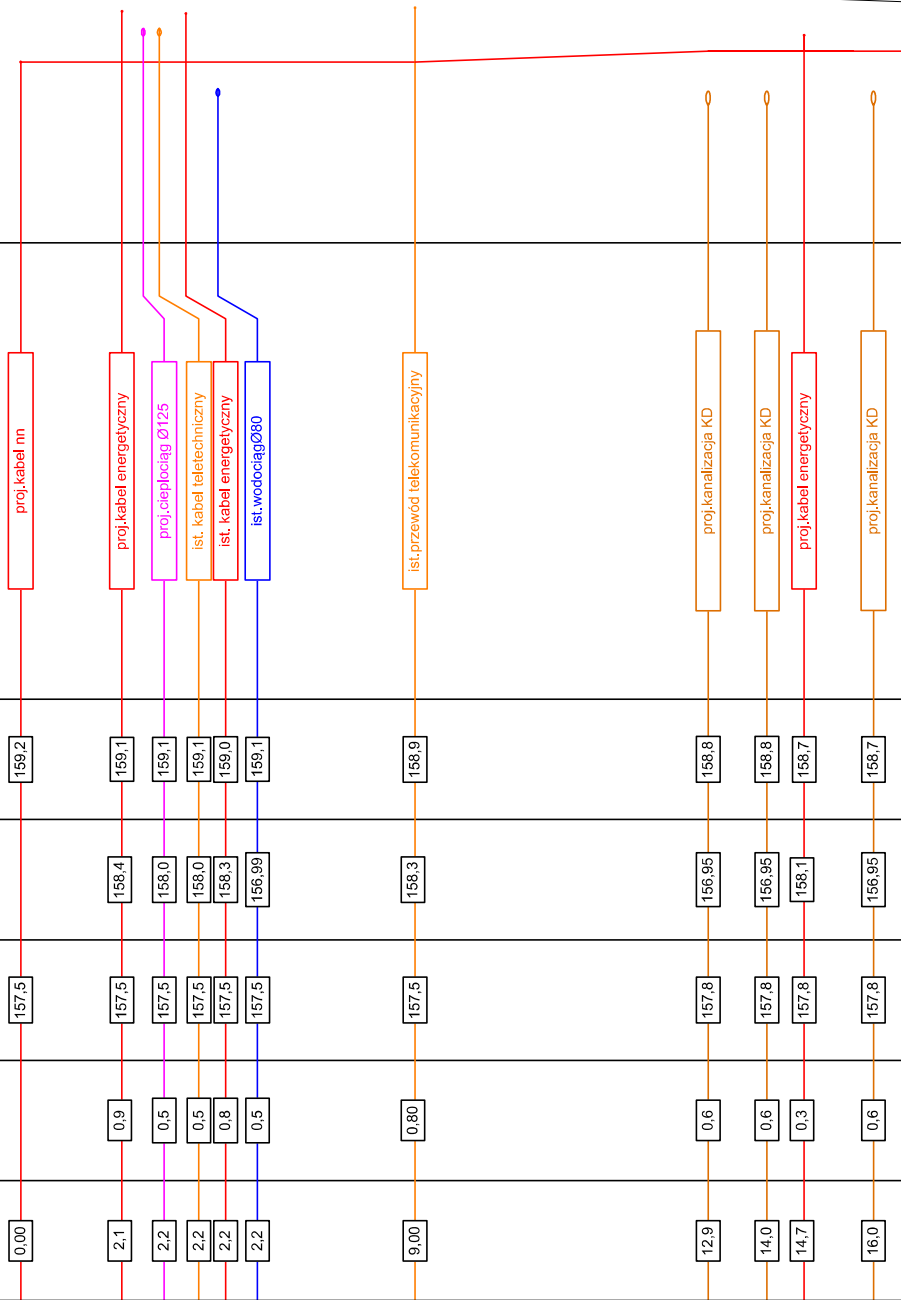 proj.kabel nn
proj.kabel energetyczny
proj.ciepłociąg Ø125
ist. kabel teletechniczny
ist. kabel energetyczny
ist.wodociągØ80
ist.przewód telekomunikacyjny
proj.kanalizacja KD
proj.kanalizacja KD
proj.kabel energetyczny
proj.kanalizacja KD
159,2 159,1 159,1 159,1 159,0 159,1 158,9 158,8 158,8 158,7 158,7
158,4 158,0 158,0 158,3 156,99 158,3 156,95 156,95 158,1 156,95
157,5 157,5 157,5 157,5 157,5 157,5 157,5 157,8 157,8 157,8 157,8
0,9 0,5 0,5 0,8 0,5 0,80 0,6 0,6 0,3 0,6
0,00 2,1 2,2 2,2 2,2 2,2 9,00 12,9 14,0 14,7 16,0